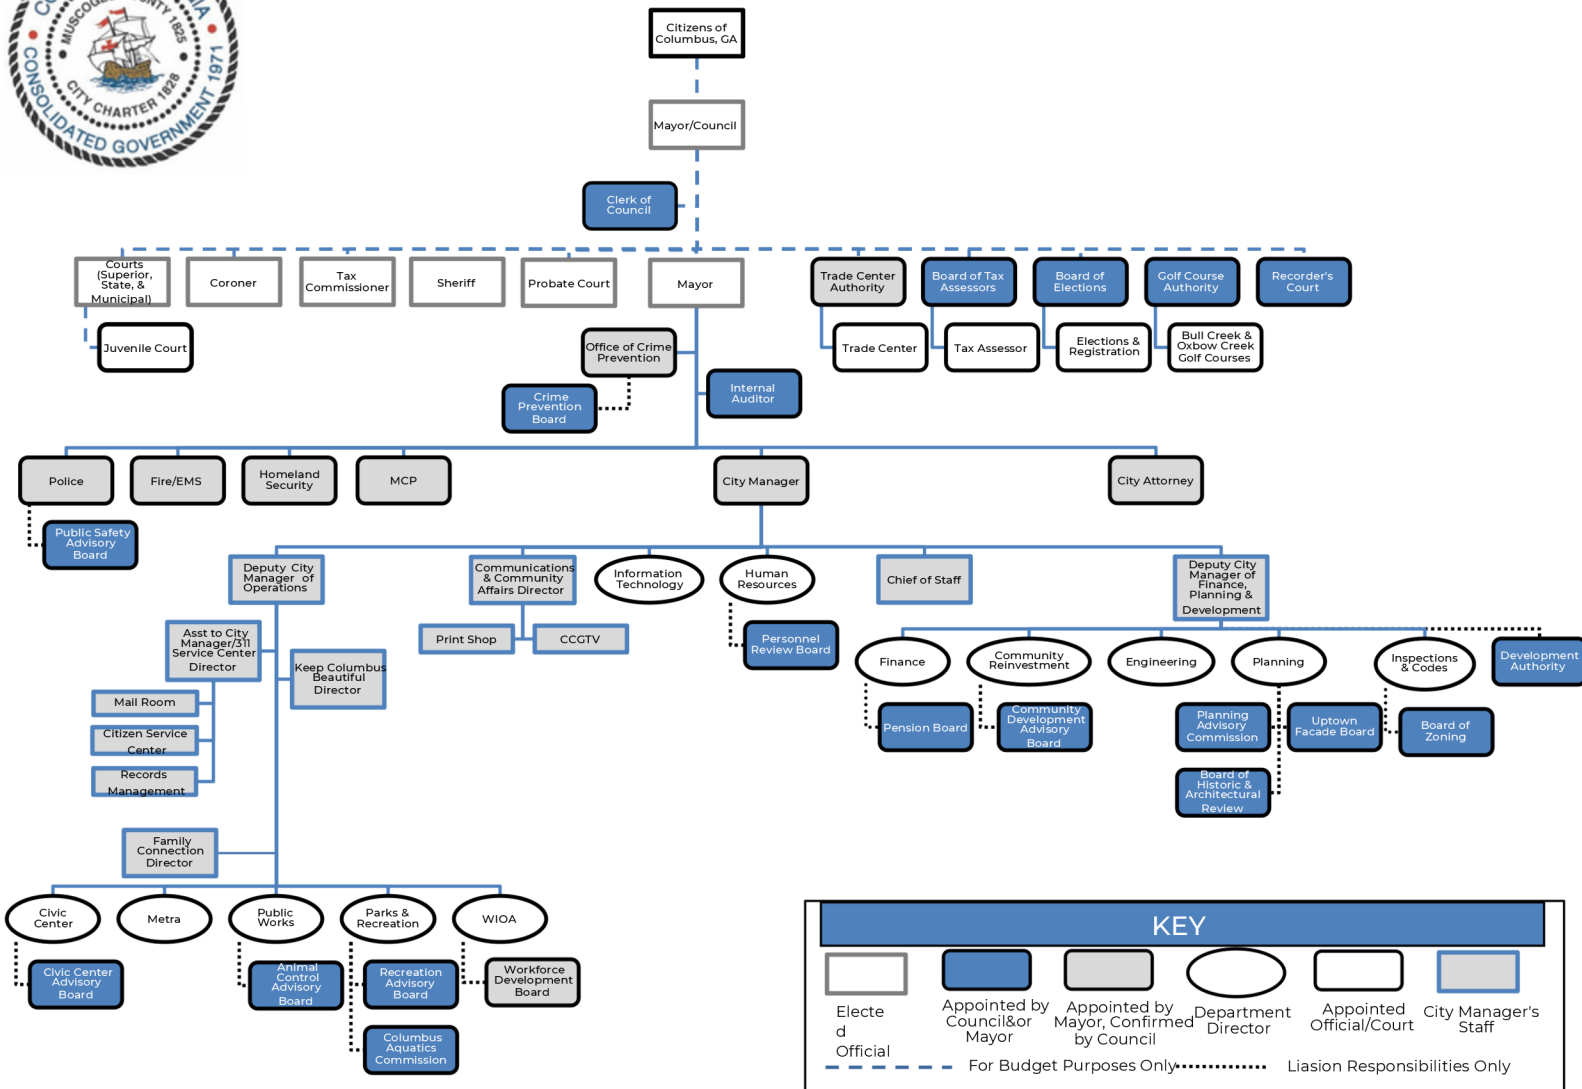 MUSCOGEE COUNTY 1825
CITY CHARTER 1828
CONSOLIDATED GOVERNMENT 1971
Citizens of
Columbus, GA
Mayor/Council
Clerk of
Council
Courts
(Superior,
State, &
Municipal)
Coroner
Tax
Commissioner
Sheriff
Probate Court
Mayor
Trade Center
Authority
Board of Tax
Assessors
Board of
Elections
Golf Course
Authority
Recorder's
Court
Juvenile Court
Office of Crime
Prevention
Trade Center
Tax Assessor
Elections &
Registration
Bull Creek &
Oxbow Creek
Golf Courses
Crime
Prevention
Board
Internal
Auditor
Police
Fire/EMS
Homeland
Security
MCP
City Manager
City Attorney
Public Safety
Advisory
Board
Deputy City
Manager of
Operations
Communications
& Community
Affairs Director
Information
Technology
Human
Resources
Chief of Staff
Deputy City
Manager of
Finance,
Planning &
Development
Asst to City
Manager/311
Service Center
Director
Keep Columbus
Beautiful
Director
Print Shop
CCGTV
Personnel
Review Board
Finance
Community
Reinvestment
Engineering
Planning
Inspections
& Codes
Development
Authority
Mail Room
Citizen Service
Center
Records
Management
Pension Board
Community
Development
Advisory
Board
Planning
Advisory
Commission
Uptown
Facade Board
Board of
Zoning
Board of
Historic &
Architectural
Review
Family
Connection
Director
Civic
Center
Metra
Public
Works
Parks &
Recreation
WIOA
Civic Center
Advisory
Board
Animal
Control
Advisory
Board
Recreation
Advisory
Board
Workforce
Development
Board
Columbus
Aquatics
Commission
KEY
Electe
d
Official
Appointed by
Council&or
Mayor
Appointed by
Mayor, Confirmed
by Council
Department
Director
Appointed
Official/Court
City Manager's
Staff
For Budget Purposes Only
Liasion Responsibilities Only